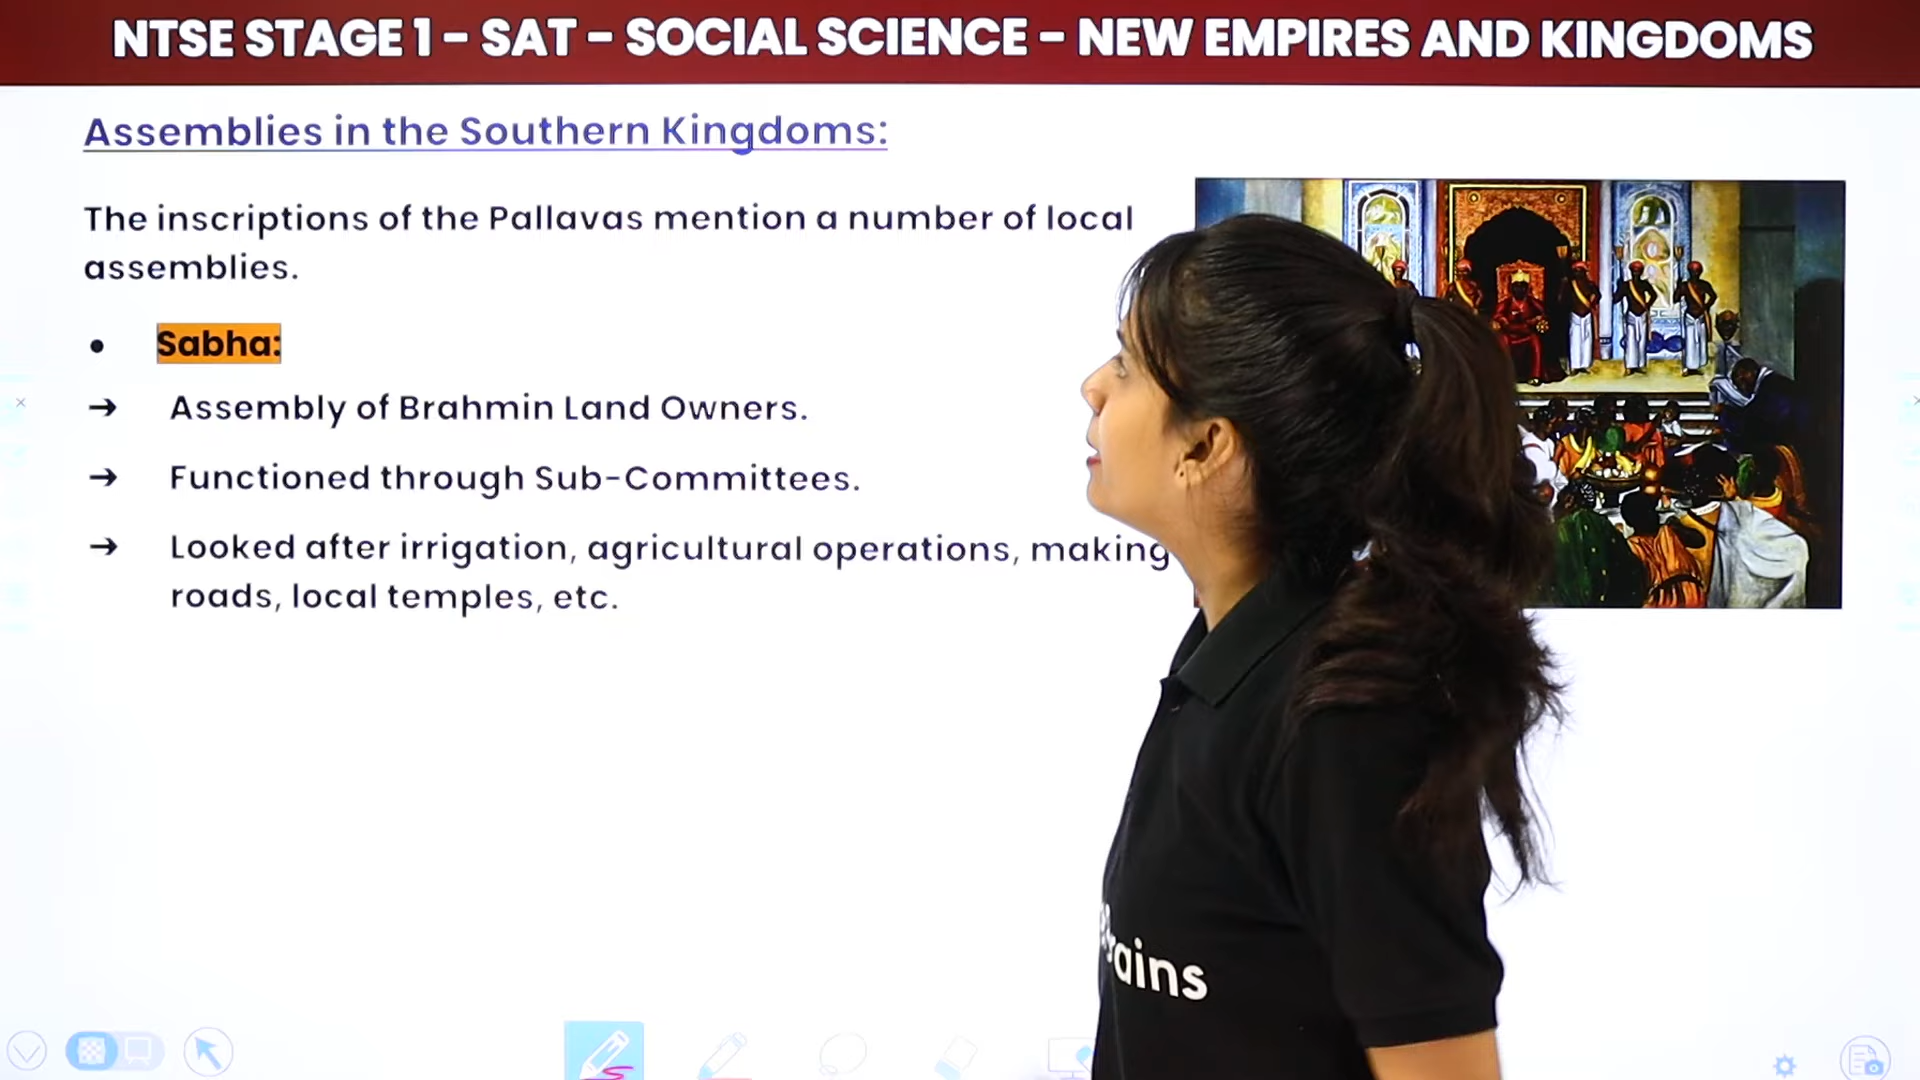 NTSE STAGE 1 - SAT - SOCIAL SCIENCE - NEW EMPIRES AND KINGDOMS
Assemblies in the Southern Kingdoms:
The inscriptions of the Pallavas mention a number of local
assemblies.
• Sabha:
→ Assembly of Brahmin Land Owners.
→ Functioned through Sub-Committees.
→ Looked after irrigation, agricultural operations, making
roads, local temples, etc.